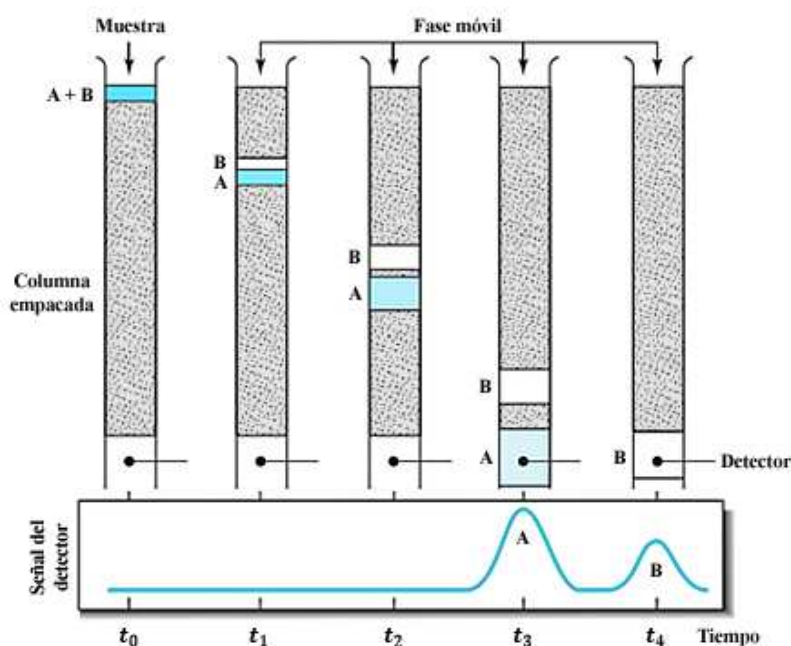 Muestra
Fase móvil
A + B
B
A
B
A
B
A
B
Columna
empacada
Detector
Señal del
detector
A
B
t₀
t₁
t₂
t₃
t₄
Tiempo